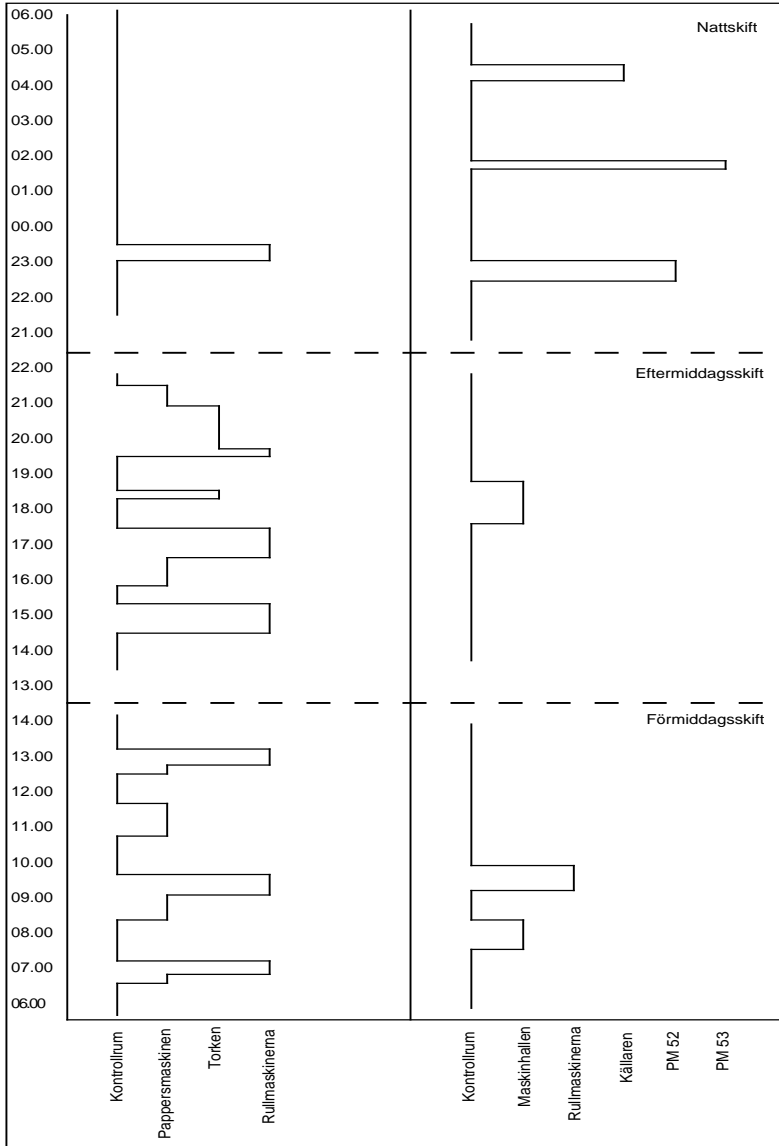 06.00
Nattskift
05.00
04.00
03.00
02.00
01.00
00.00
23.00
22.00
21.00
22.00
Eftermiddagsskift
21.00
20.00
19.00
18.00
17.00
16.00
15.00
14.00
13.00
14.00
Förmiddagsskift
13.00
12.00
11.00
10.00
09.00
08.00
07.00
06.00
Kontrollrum
Pappersmaskinen
Torken
Rullmaskinerna
Kontrollrum
Maskinhallen
Rullmaskinerna
Källaren
PM 52
PM 53